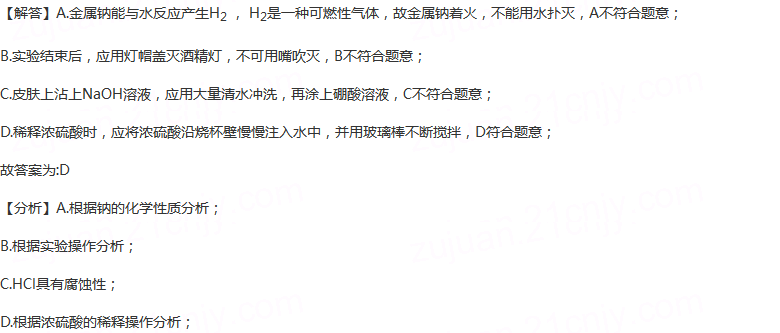 【解答】A.金属钠能与水反应产生H2 ， H2是一种可燃性气体，故金属钠着火，不能用水扑灭，A不符合题意；
B.实验结束后，应用灯帽盖灭酒精灯，不可用嘴吹灭，B不符合题意；
C.皮肤上沾上NaOH溶液，应用大量清水冲洗，再涂上硼酸溶液，C不符合题意；
D.稀释浓硫酸时，应将浓硫酸沿烧杯壁慢慢注入水中，并用玻璃棒不断搅拌，D符合题意；
故答案为:D
【分析】A.根据钠的化学性质分析；
B.根据实验操作分析；
C.HCl具有腐蚀性；
D.根据浓硫酸的稀释操作分析；